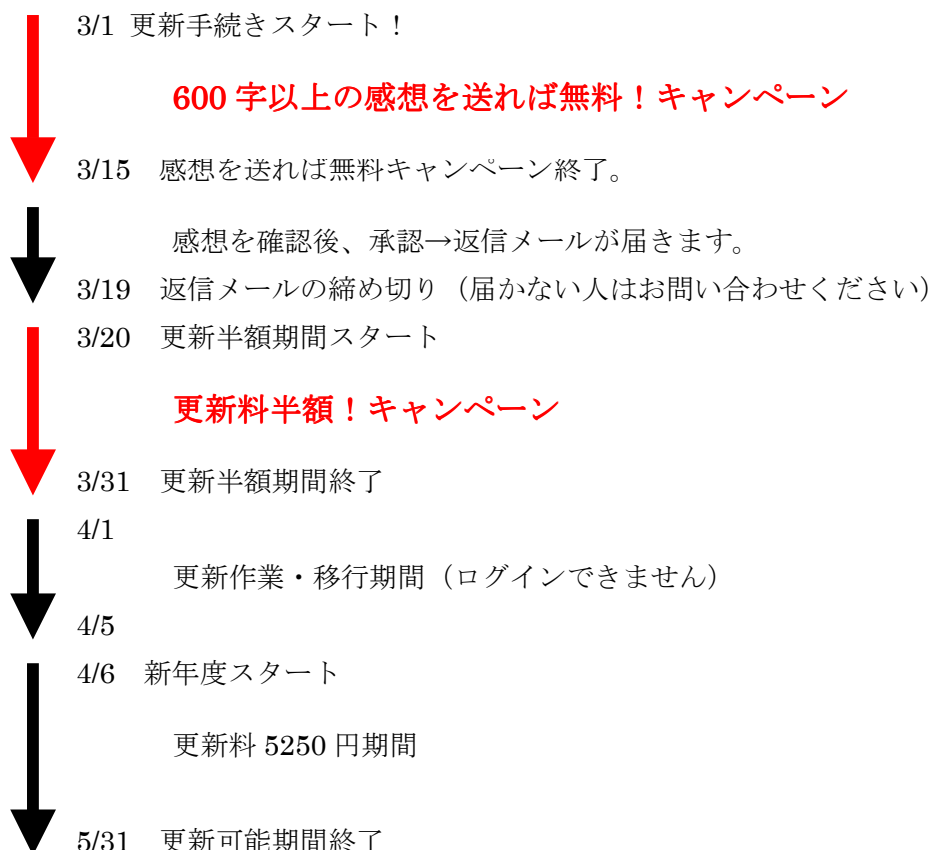 3/1 更新手続きスタート！
600 字以上の感想を送れば無料！キャンペーン
3/15　感想を送れば無料キャンペーン終了。
感想を確認後、承認→返信メールが届きます。
3/19　返信メールの締め切り（届かない人はお問い合わせください）
3/20　更新半額期間スタート
更新料半額！キャンペーン
3/31　更新半額期間終了
4/1
更新作業・移行期間（ログインできません）
4/5
4/6　新年度スタート
更新料 5250 円期間
5/31　更新可能期間終了